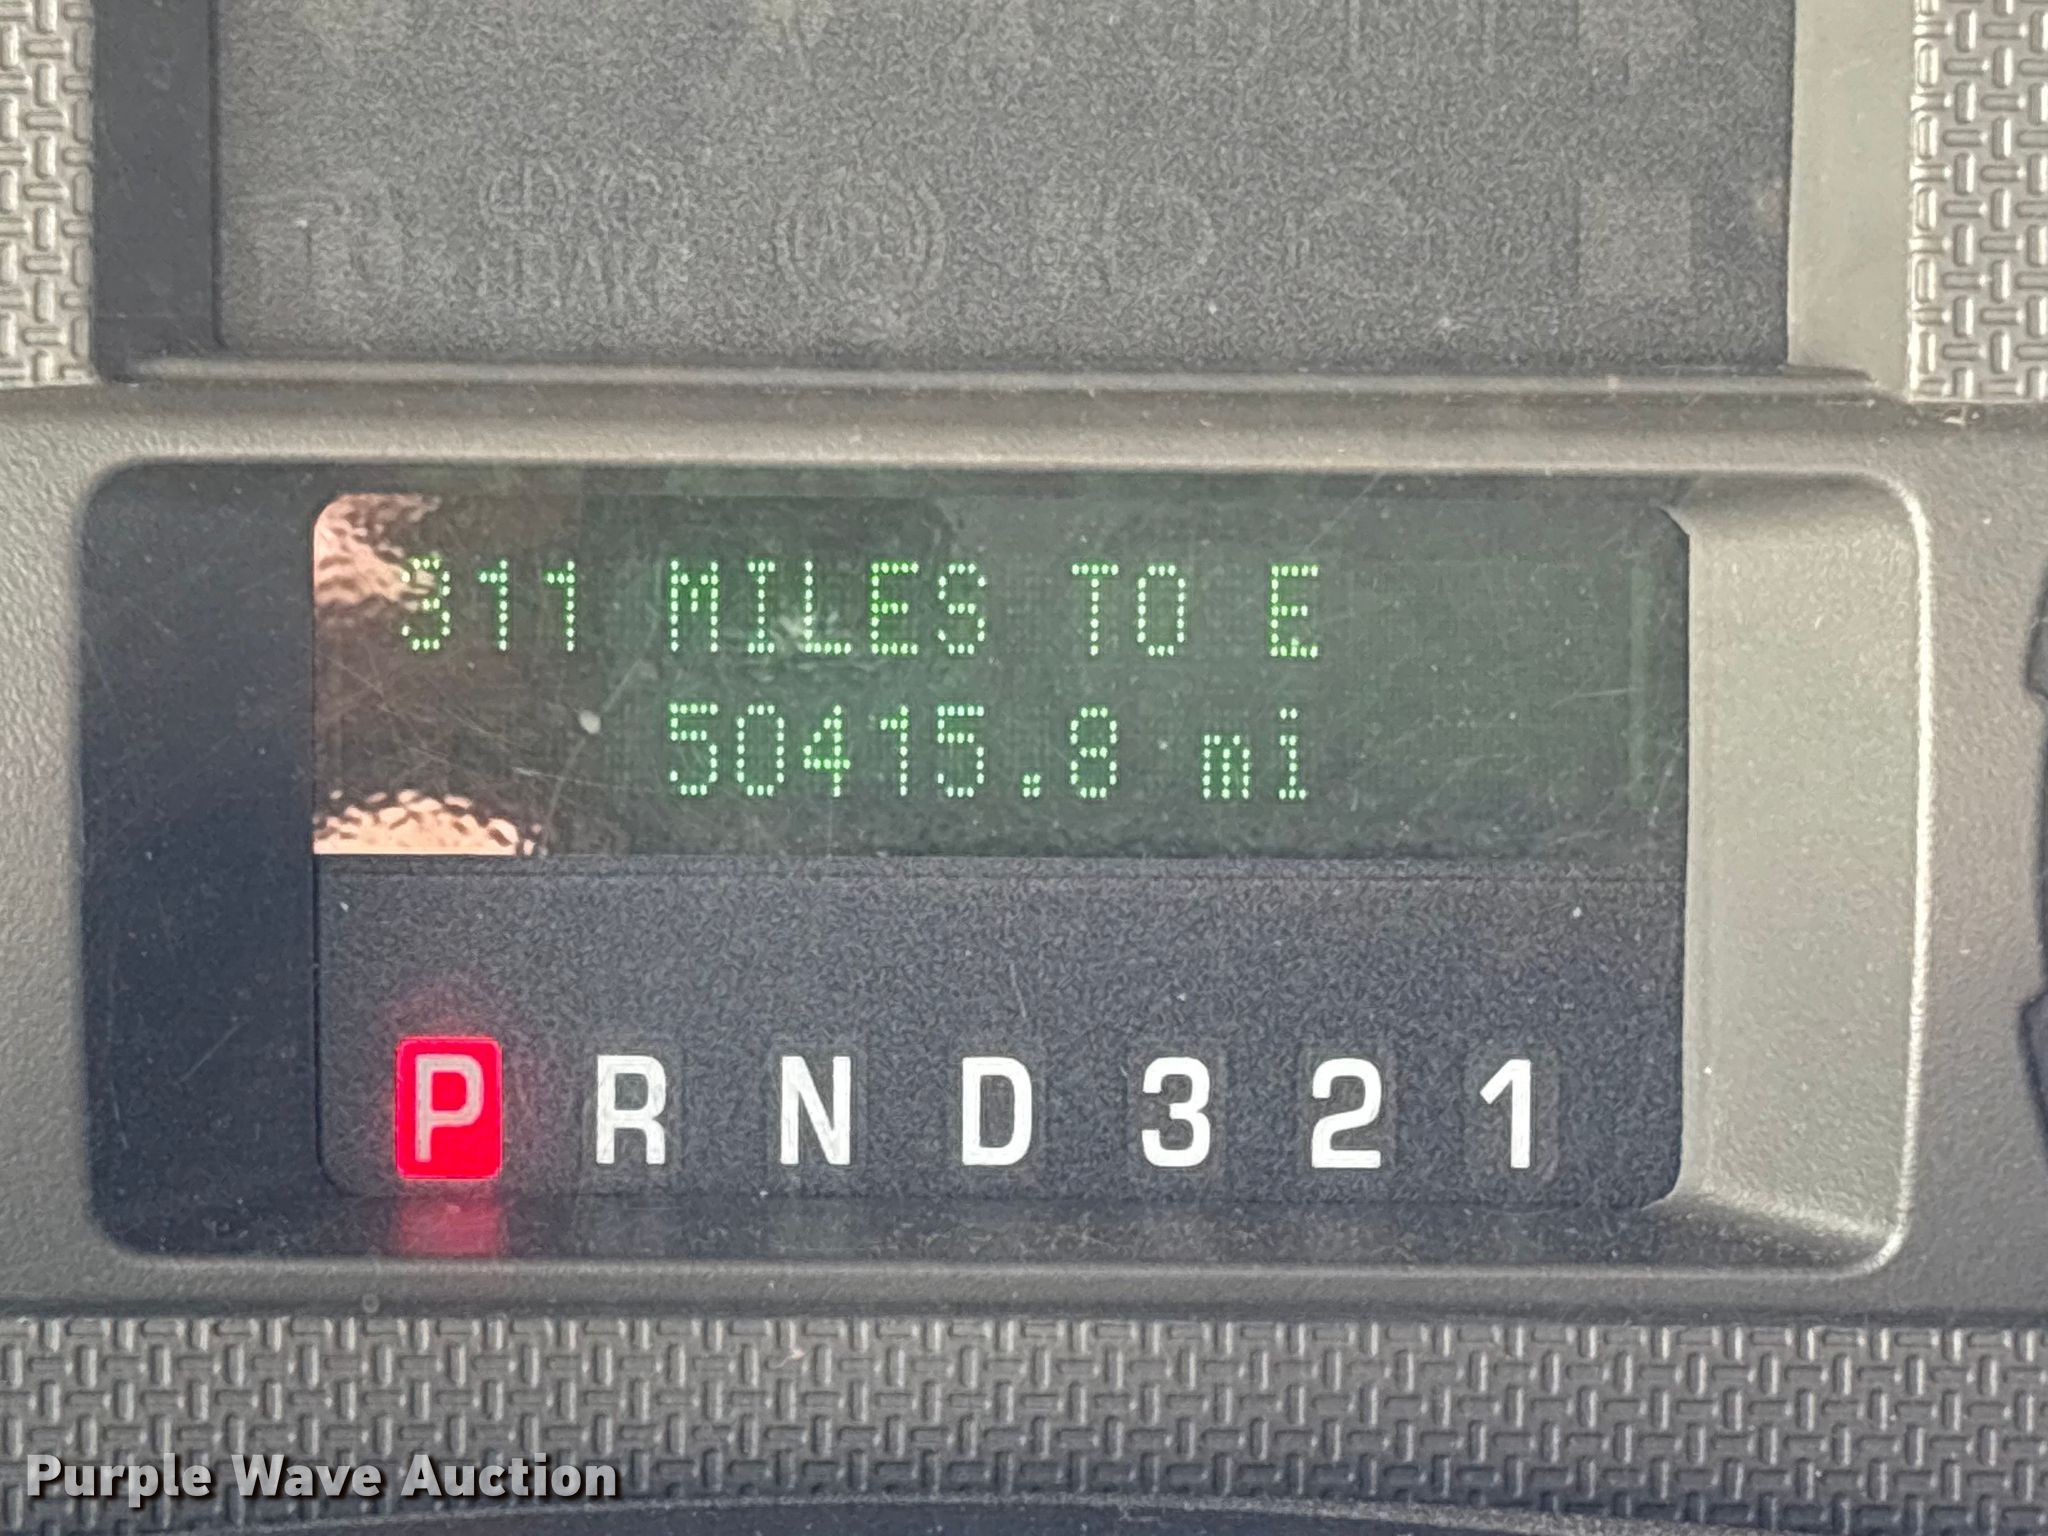 311 MILES TO E
50415.8 mi
P R N D 3 2 1
Purple Wave Auction